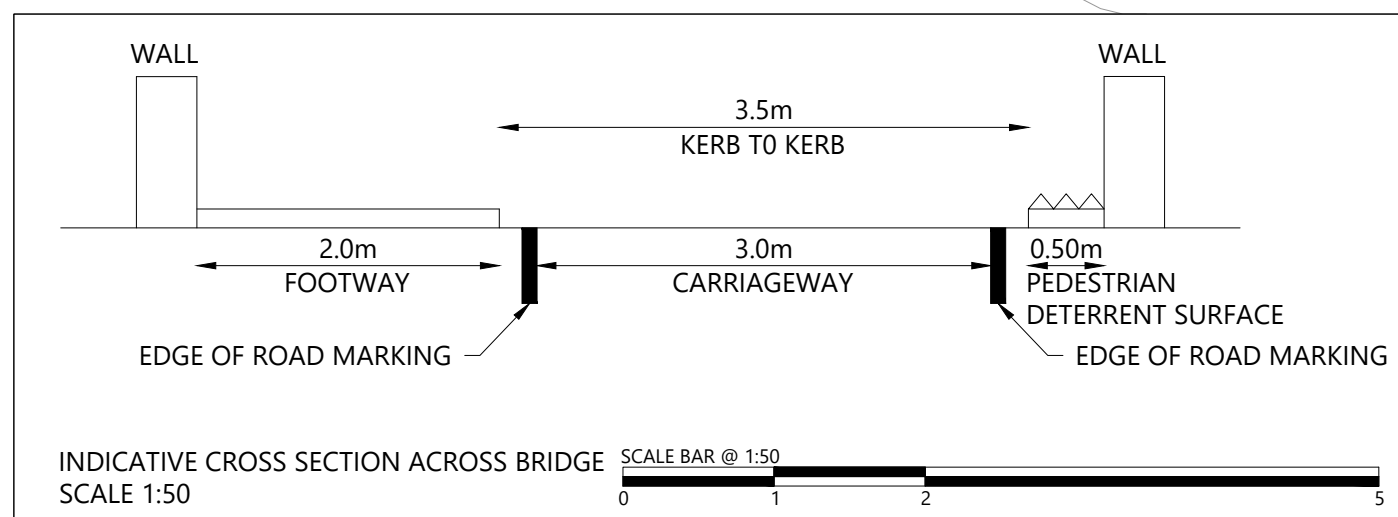 WALL
WALL
3.5m
KERB T0 KERB
2.0m
FOOTWAY
3.0m
CARRIAGEWAY
0.50m
PEDESTRIAN
DETERRENT SURFACE
EDGE OF ROAD MARKING
EDGE OF ROAD MARKING
INDICATIVE CROSS SECTION ACROSS BRIDGE
SCALE 1:50
SCALE BAR @ 1:50
0 1 2 5